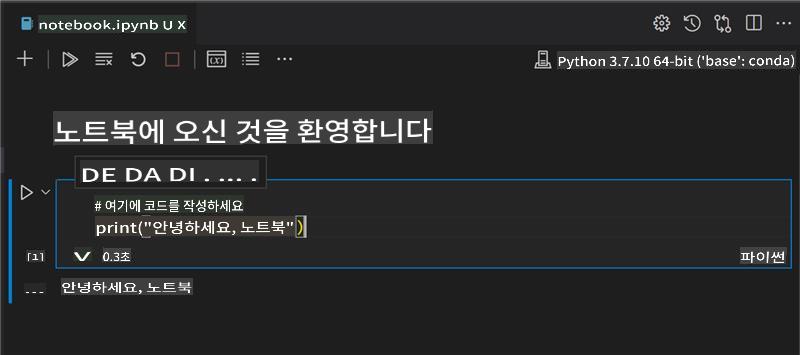 notebook.ipynb U X
Python 3.7.10 64-bit ('base': conda)
노트북에 오신 것을 환영합니다
DE DA DI . ... .
# 여기에 코드를 작성하세요
print("안녕하세요, 노트북")
[1]
0.3초
파이썬
안녕하세요, 노트북